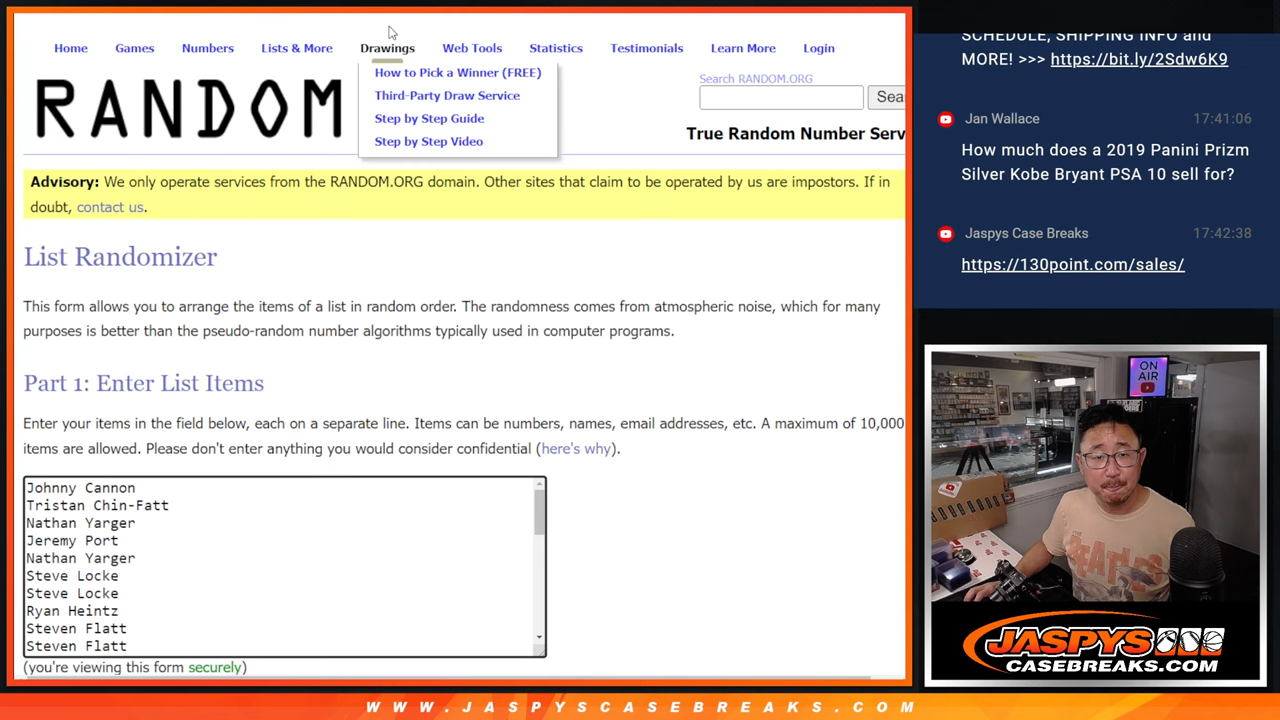 Home Games Numbers Lists & More Drawings Web Tools Statistics Testimonials Learn More Login
How to Pick a Winner (FREE)
Third-Party Draw Service
Step by Step Guide
Step by Step Video
RANDOM
Search RANDOM.ORG
Sea
True Random Number Serv
Advisory: We only operate services from the RANDOM.ORG domain. Other sites that claim to be operated by us are impostors. If in
doubt, contact us.
List Randomizer
This form allows you to arrange the items of a list in random order. The randomness comes from atmospheric noise, which for many
purposes is better than the pseudo-random number algorithms typically used in computer programs.
Part 1: Enter List Items
Enter your items in the field below, each on a separate line. Items can be numbers, names, email addresses, etc. A maximum of 10,000
items are allowed. Please don't enter anything you would consider confidential (here's why).
Johnny Cannon
Tristan Chin-Fatt
Nathan Yarger
Jeremy Port
Nathan Yarger
Steve Locke
Steve Locke
Ryan Heintz
Steven Flatt
Steven Flatt
(you're viewing this form securely)
SCHEDULE, SHIPPING INFO and
MORE! >>> https://bit.ly/2Sdw6K9
Jan Wallace 17:41:06
How much does a 2019 Panini Prizm
Silver Kobe Bryant PSA 10 sell for?
Jaspys Case Breaks 17:42:38
https://130point.com/sales/
ON
AIR
JASPYS
CASEBREAKS.COM
WWW.JASPYSCASEBREAKS.COM